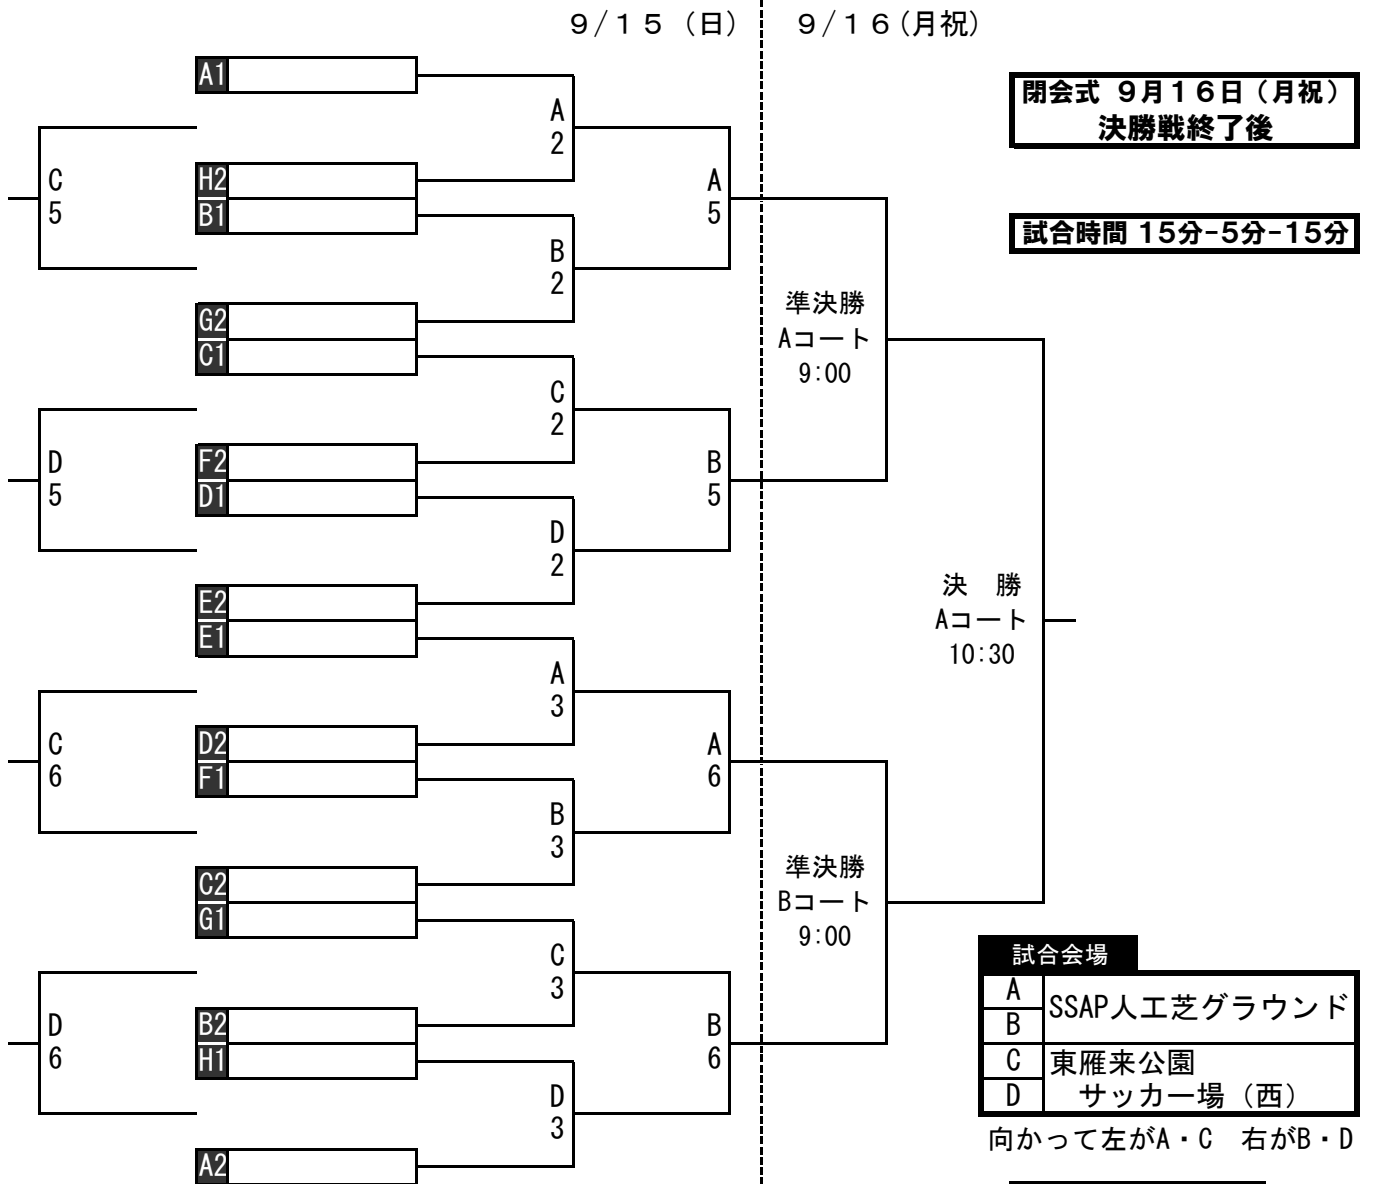 ９/１５（日）
９/１６(月祝)
閉会式 ９月１６日（月祝）
決勝戦終了後
試合時間 15分-5分-15分
A1
A
2
C
5
H2
B1
A
5
B
2
G2
C1
準決勝
Aコート
9:00
C
2
D
5
F2
D1
B
5
D
2
E2
E1
決　勝
Aコート
10:30
A
3
C
6
D2
F1
A
6
B
3
C2
G1
準決勝
Bコート
9:00
C
3
D
6
B2
H1
B
6
D
3
A2
試合会場
A
B
SSAP人工芝グラウンド
C
D
東雁来公園
サッカー場（西）
向かって左がA・C　右がB・D